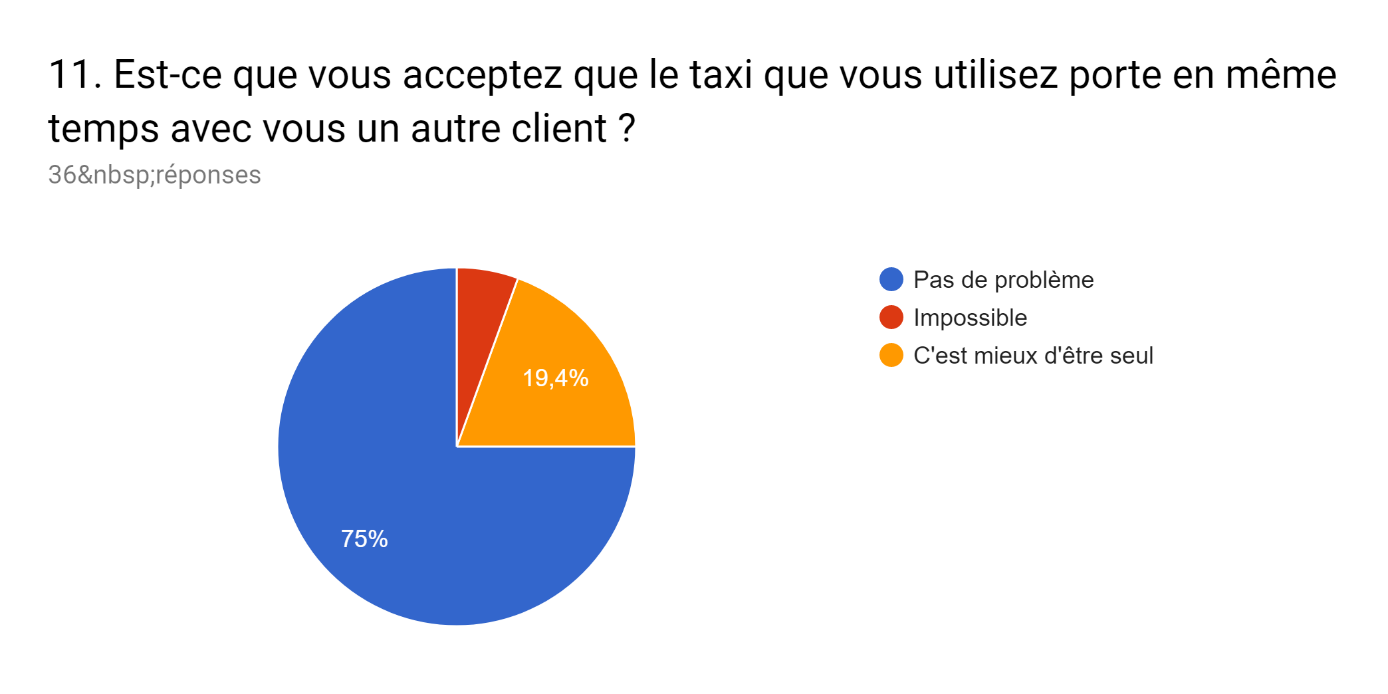 11. Est-ce que vous acceptez que le taxi que vous utilisez porte en même
temps avec vous un autre client ?
36&nbsp;réponses
Pas de problème
Impossible
C'est mieux d'être seul
19,4%
75%